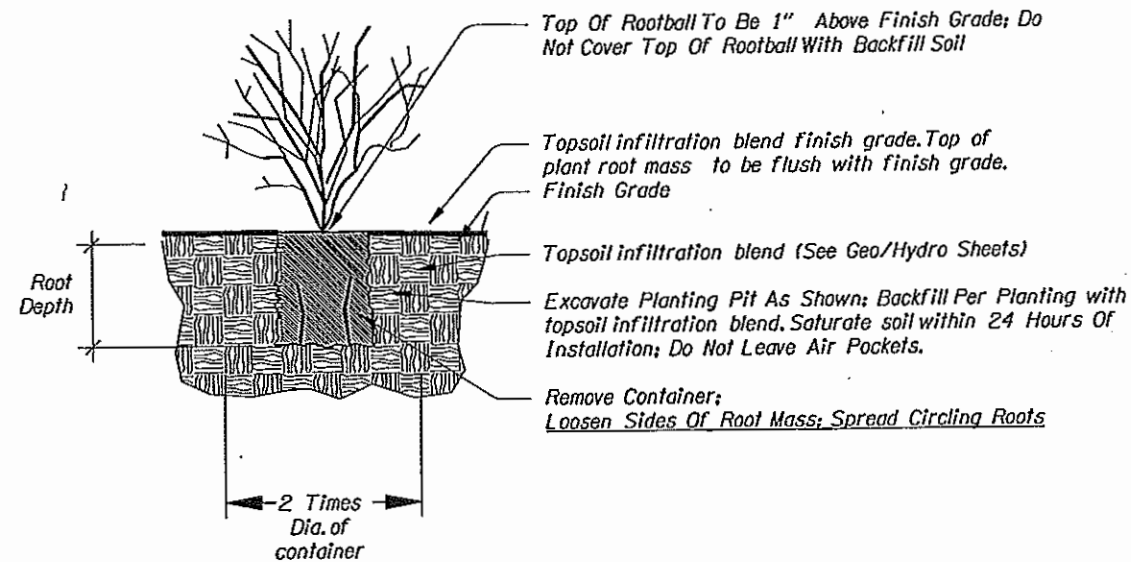 Top Of Rootball To Be 1" Above Finish Grade; Do
Not Cover Top Of Rootball With Backfill Soil
Topsoil infiltration blend finish grade. Top of
plant root mass to be flush with finish grade.
Finish Grade
Topsoil infiltration blend (See Geo/Hydro Sheets)
Excavate Planting Pit As Shown; Backfill Per Planting with
topsoil infiltration blend. Saturate soil within 24 Hours Of
Installation; Do Not Leave Air Pockets.
Remove Container;
Loosen Sides Of Root Mass; Spread Circling Roots
Root
Depth
2 Times
Dia. of
container